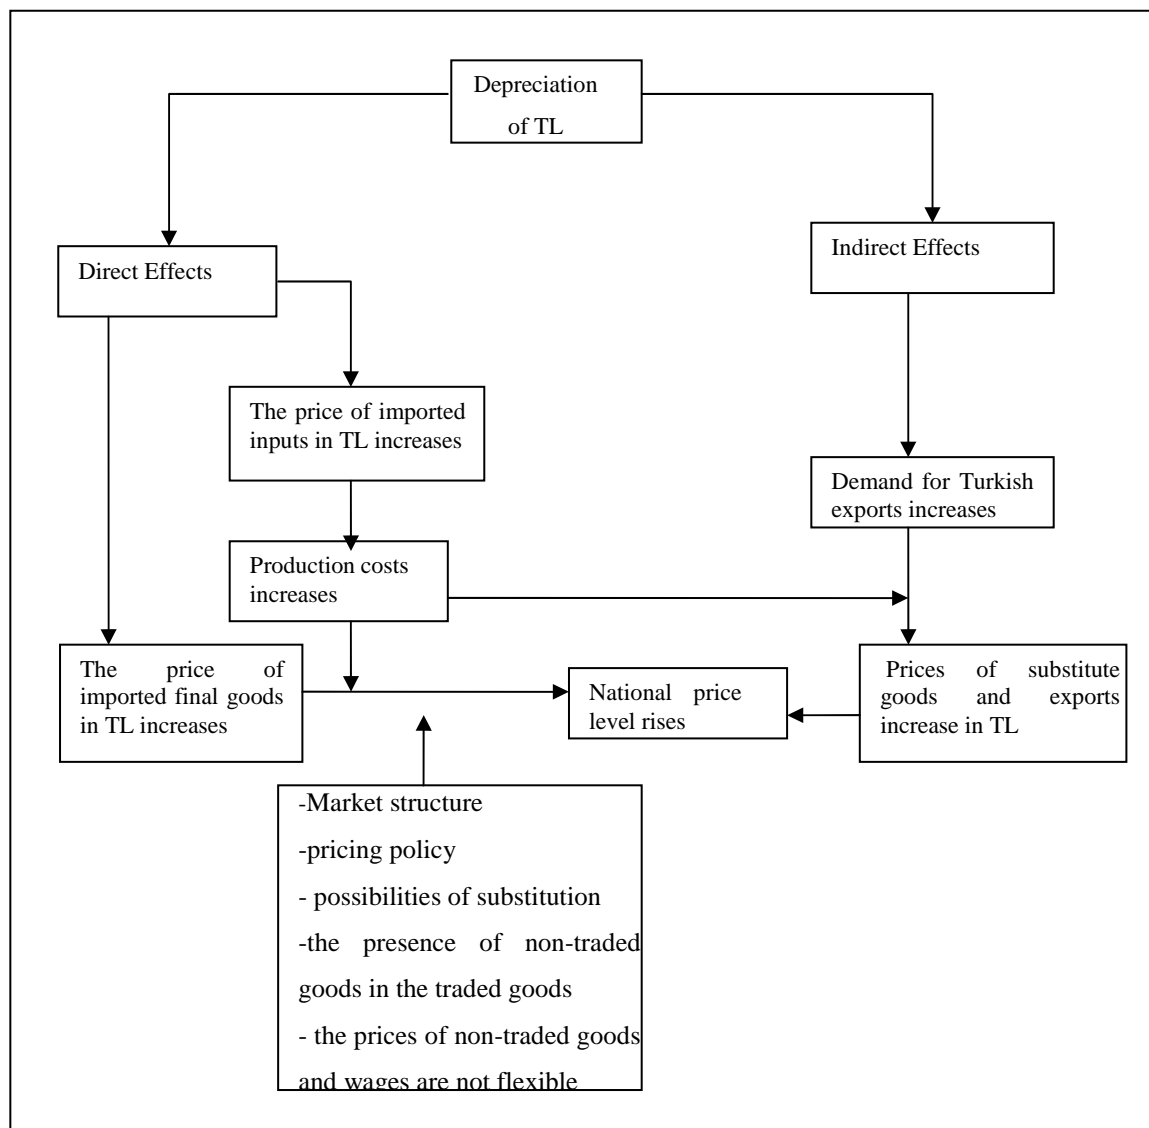 Depreciation
of TL
Direct Effects
Indirect Effects
The price of imported
inputs in TL increases
Demand for Turkish
exports increases
Production costs
increases
The price of
imported final goods
in TL increases
National price
level rises
Prices of substitute
goods and exports
increase in TL
-Market structure
-pricing policy
- possibilities of substitution
-the presence of non-traded
goods in the traded goods
- the prices of non-traded goods
and wages are not flexible